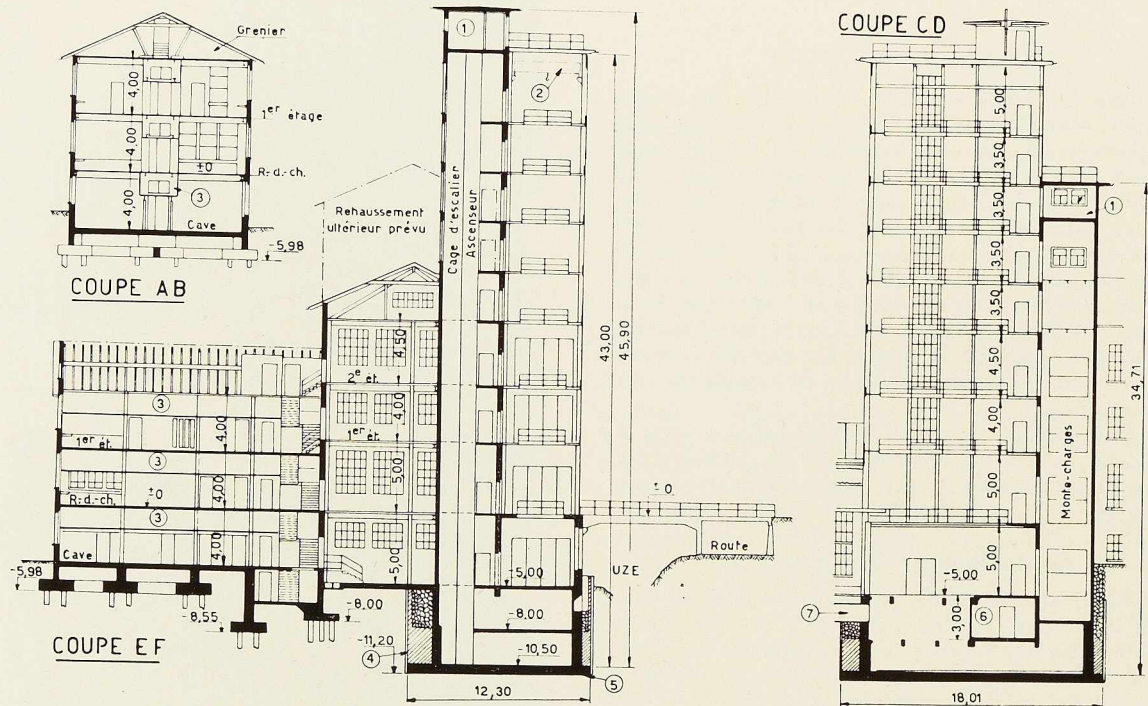 Grenier
4,00
1er étage
4,00
±0
R.-d.-ch.
3
4,00
Cave
-5,98
COUPE AB
Rehaussement
ultérieur prévu
3
4,50
2e ét.
4,00
1er ét.
4,00
1er ét.
3
5,00
±0
R.-d.-ch.
4,00
3
Cave
4,00
5,00
-5,98
-8,55
-8,00
COUPE EF
1
2
Cage d'escalier
Ascenseur
43,00
45,90
± 0
Route
UZE
-5,00
-8,00
-11,20
4
-10,50
5
12,30
COUPE CD
5,00
3,50
3,50
1
3,50
3,50
3,50
4,50
4,00
34,71
5,00
Monte-charges
5,00
-5,00
7
3,00
6
18,01